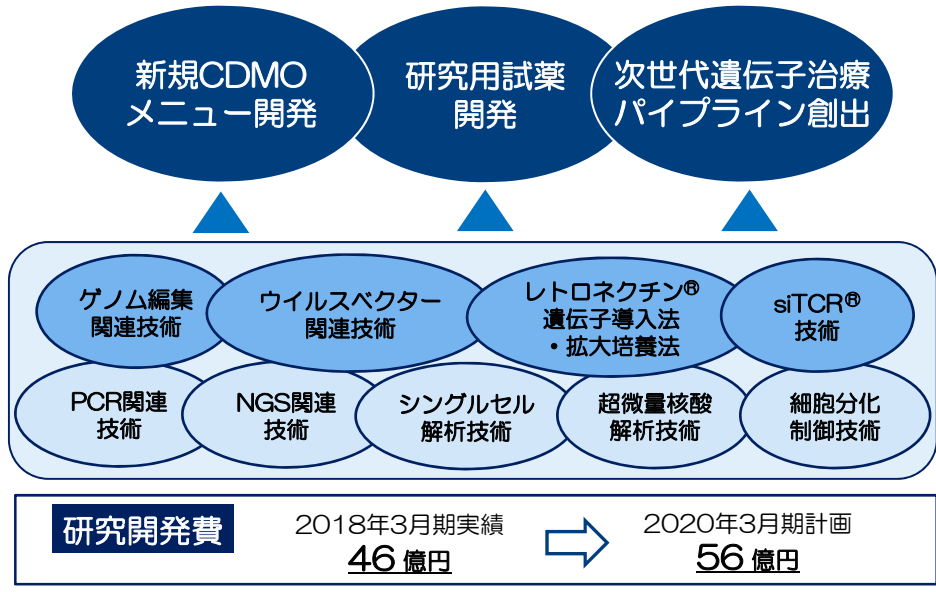 新規CDMO
メニュー開発
研究用試薬
開発
次世代遺伝子治療
パイプライン創出
ゲノム編集
関連技術
ウイルスベクター
関連技術
レトロネクチン®
遺伝子導入法
・拡大培養法
siTCR®
技術
PCR関連
技術
NGS関連
技術
シングルセル
解析技術
超微量核酸
解析技術
細胞分化
制御技術
研究開発費
2018年3月期実績
46 億円
2020年3月期計画
56 億円